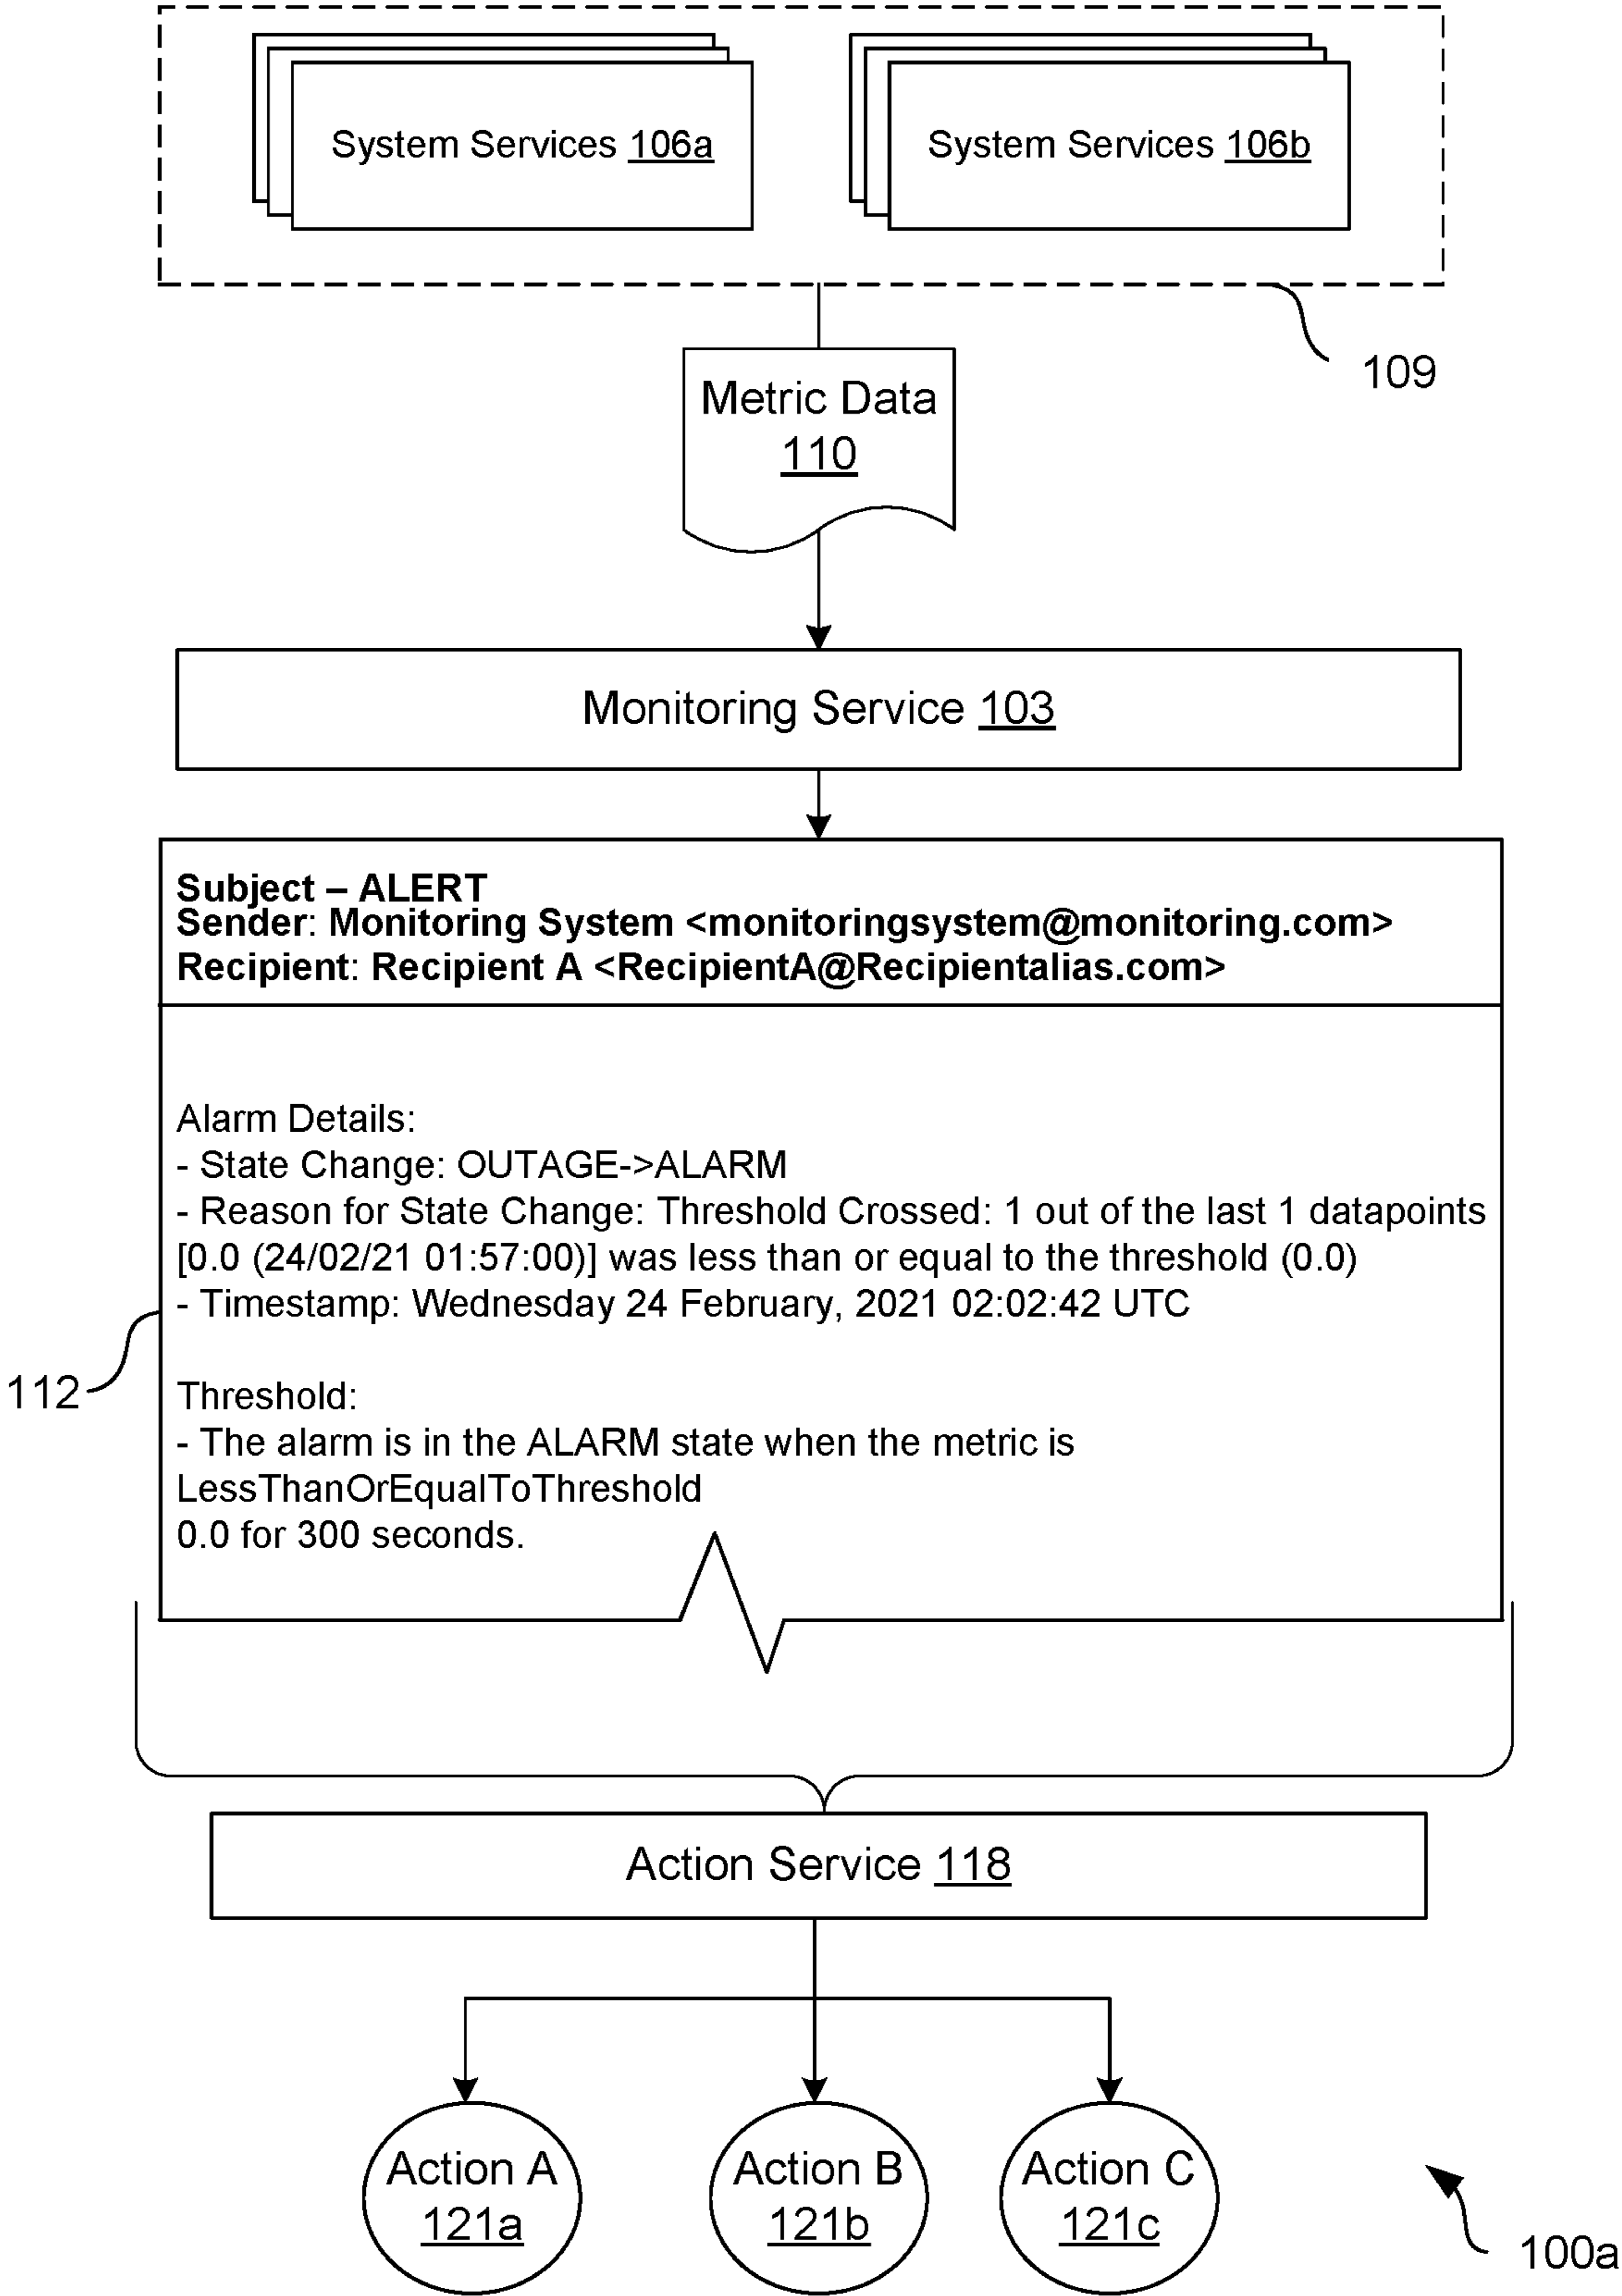 System Services 106a
System Services 106b
109
Metric Data
110
Monitoring Service 103
Subject – ALERT
Sender: Monitoring System <monitoringsystem@monitoring.com>
Recipient: Recipient A <RecipientA@Recipientalias.com>
Alarm Details:
- State Change: OUTAGE->ALARM
- Reason for State Change: Threshold Crossed: 1 out of the last 1 datapoints
[0.0 (24/02/21 01:57:00)] was less than or equal to the threshold (0.0)
- Timestamp: Wednesday 24 February, 2021 02:02:42 UTC
112
Threshold:
- The alarm is in the ALARM state when the metric is
LessThanOrEqualToThreshold
0.0 for 300 seconds.
Action Service 118
Action A
121a
Action B
121b
Action C
121c
100a